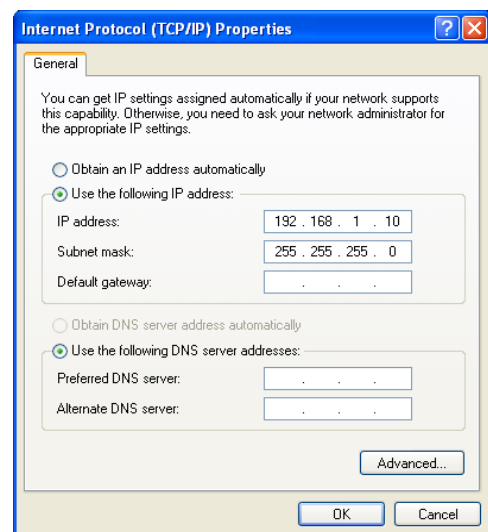 Internet Protocol (TCP/IP) Properties
General
You can get IP settings assigned automatically if your network supports
this capability. Otherwise, you need to ask your network administrator for
the appropriate IP settings.
Obtain an IP address automatically
Use the following IP address:
IP address: 192 . 168 . 1 . 10
Subnet mask: 255 . 255 . 255 . 0
Default gateway: . . .
Obtain DNS server address automatically
Use the following DNS server addresses:
Preferred DNS server: . . .
Alternate DNS server: . . .
Advanced...
OK Cancel